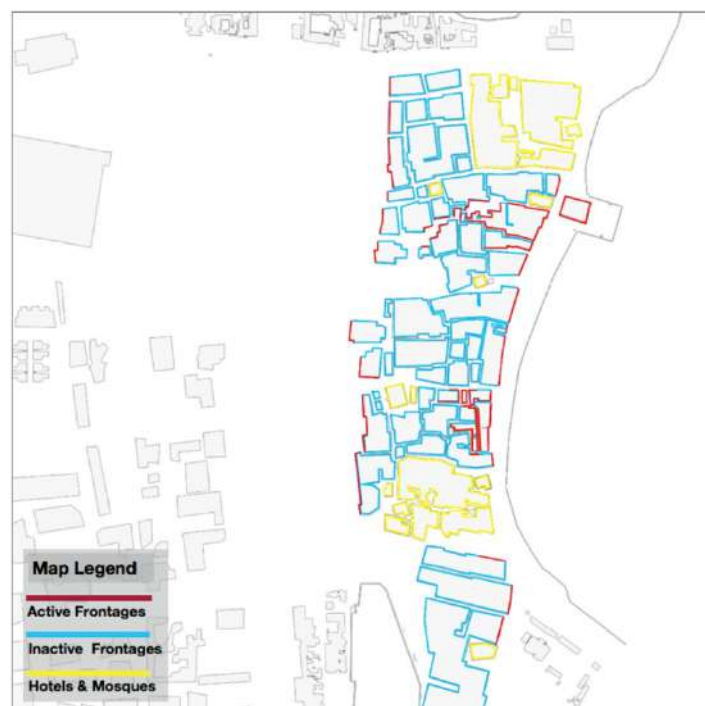 Map Legend
Active Frontages
Inactive Frontages
Hotels & Mosques